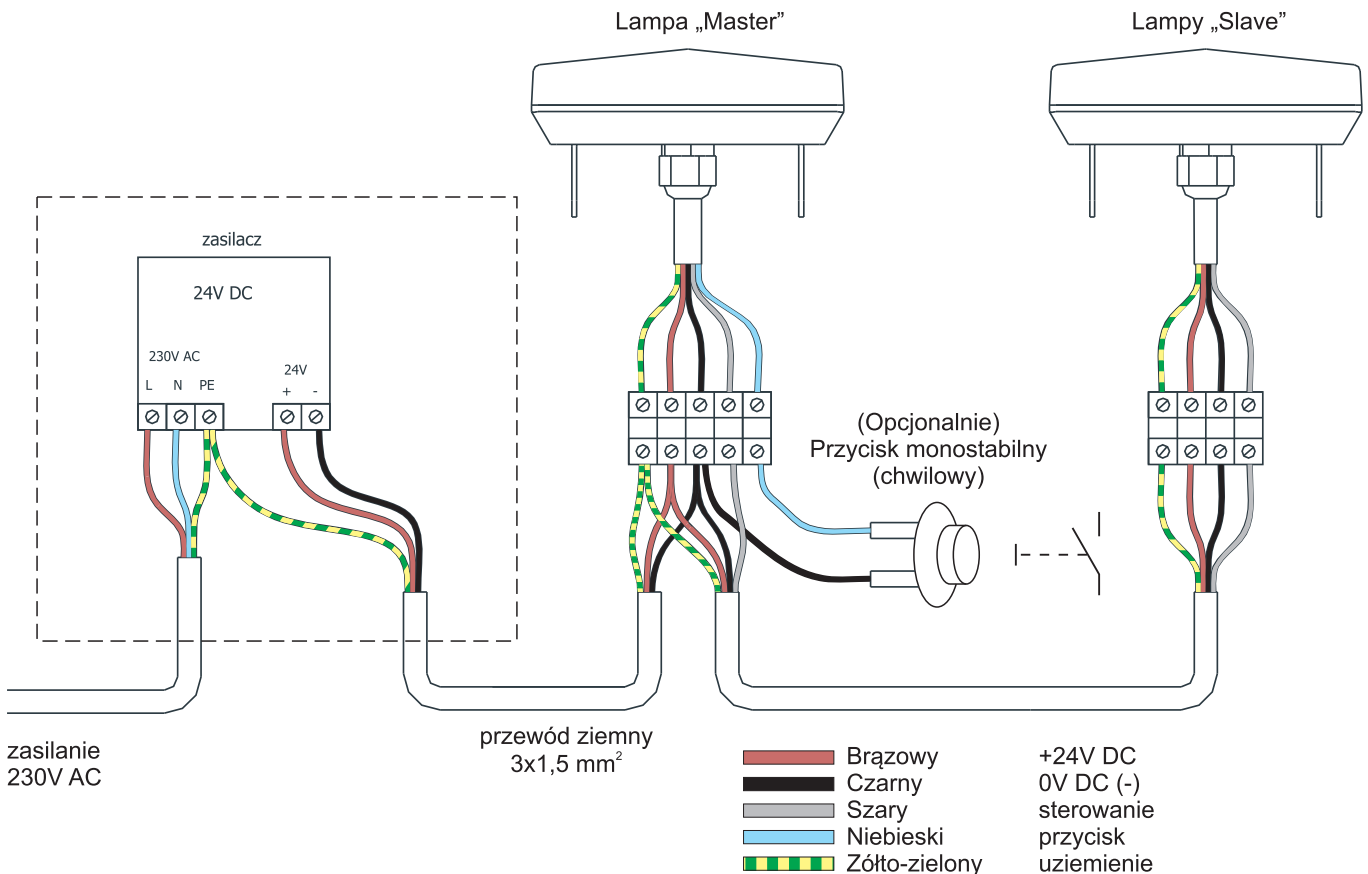 Lampa „Master”
Lampy „Slave”
zasilacz
24V DC
230V AC
L N PE
24V
+ -
(Opcjonalnie)
Przycisk monostabilny
(chwilowy)
zasilanie
230V AC
przewód ziemny
3x1,5 mm²
Brązowy +24V DC
Czarny 0V DC (-)
Szary sterowanie
Niebieski przycisk
Żółto-zielony uziemienie